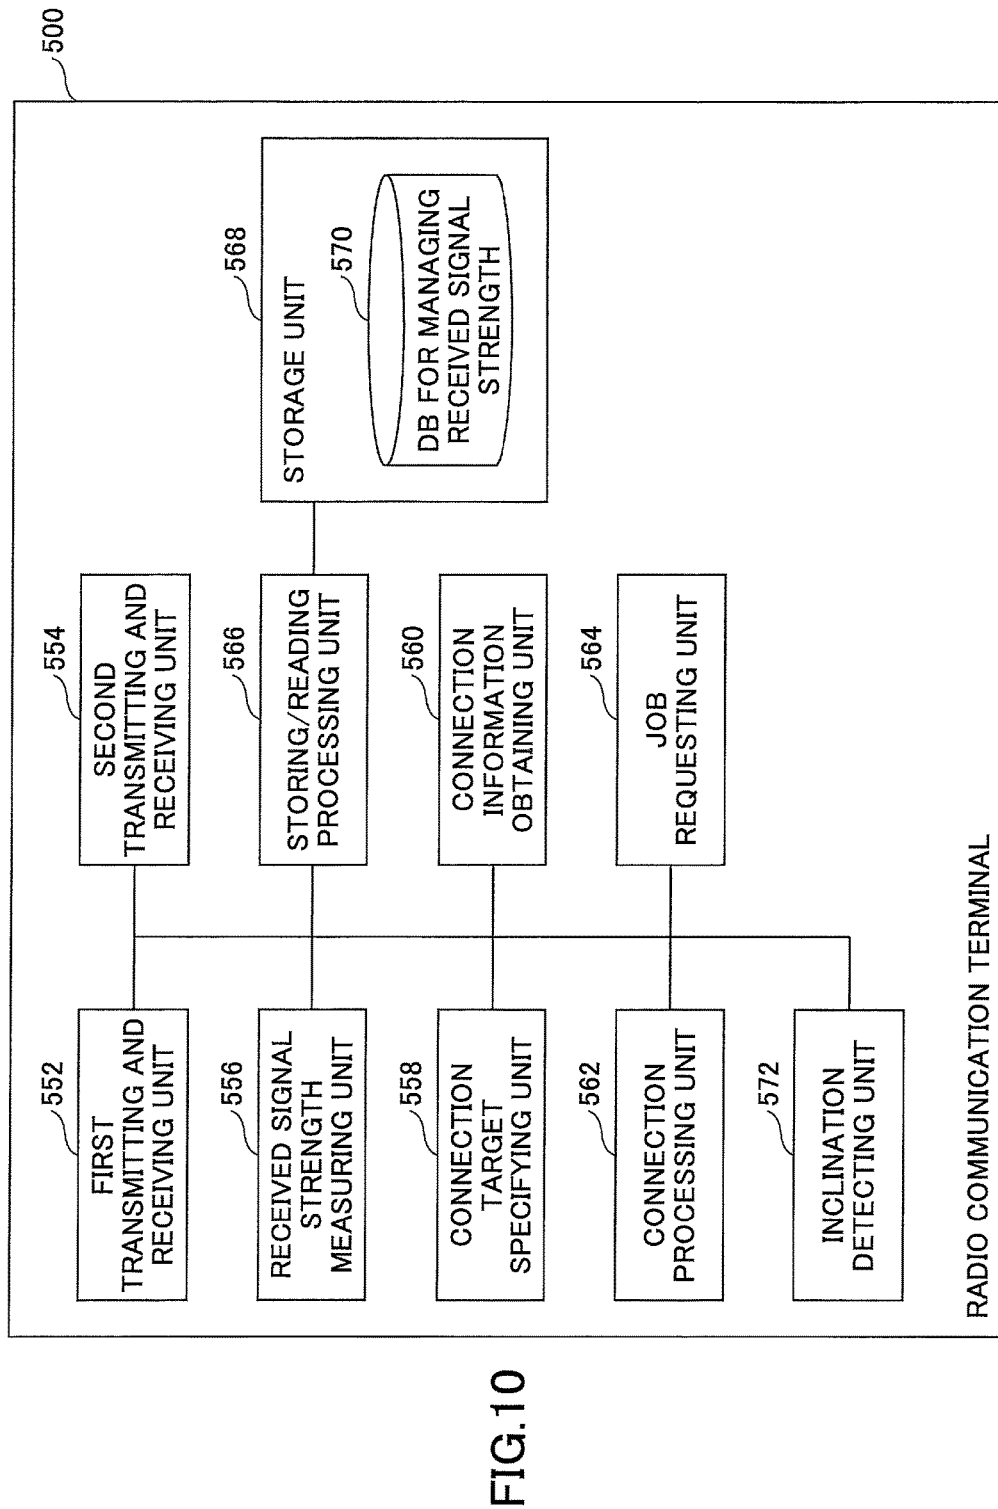 FIG.10
500
552
FIRST
TRANSMITTING AND
RECEIVING UNIT
554
SECOND
TRANSMITTING AND
RECEIVING UNIT
556
RECEIVED SIGNAL
STRENGTH
MEASURING UNIT
566
STORING/READING
PROCESSING UNIT
568
STORAGE UNIT
570
DB FOR MANAGING
RECEIVED SIGNAL
STRENGTH
558
CONNECTION
TARGET
SPECIFYING UNIT
560
CONNECTION
INFORMATION
OBTAINING UNIT
562
CONNECTION
PROCESSING UNIT
564
JOB
REQUESTING UNIT
572
INCLINATION
DETECTING UNIT
RADIO COMMUNICATION TERMINAL